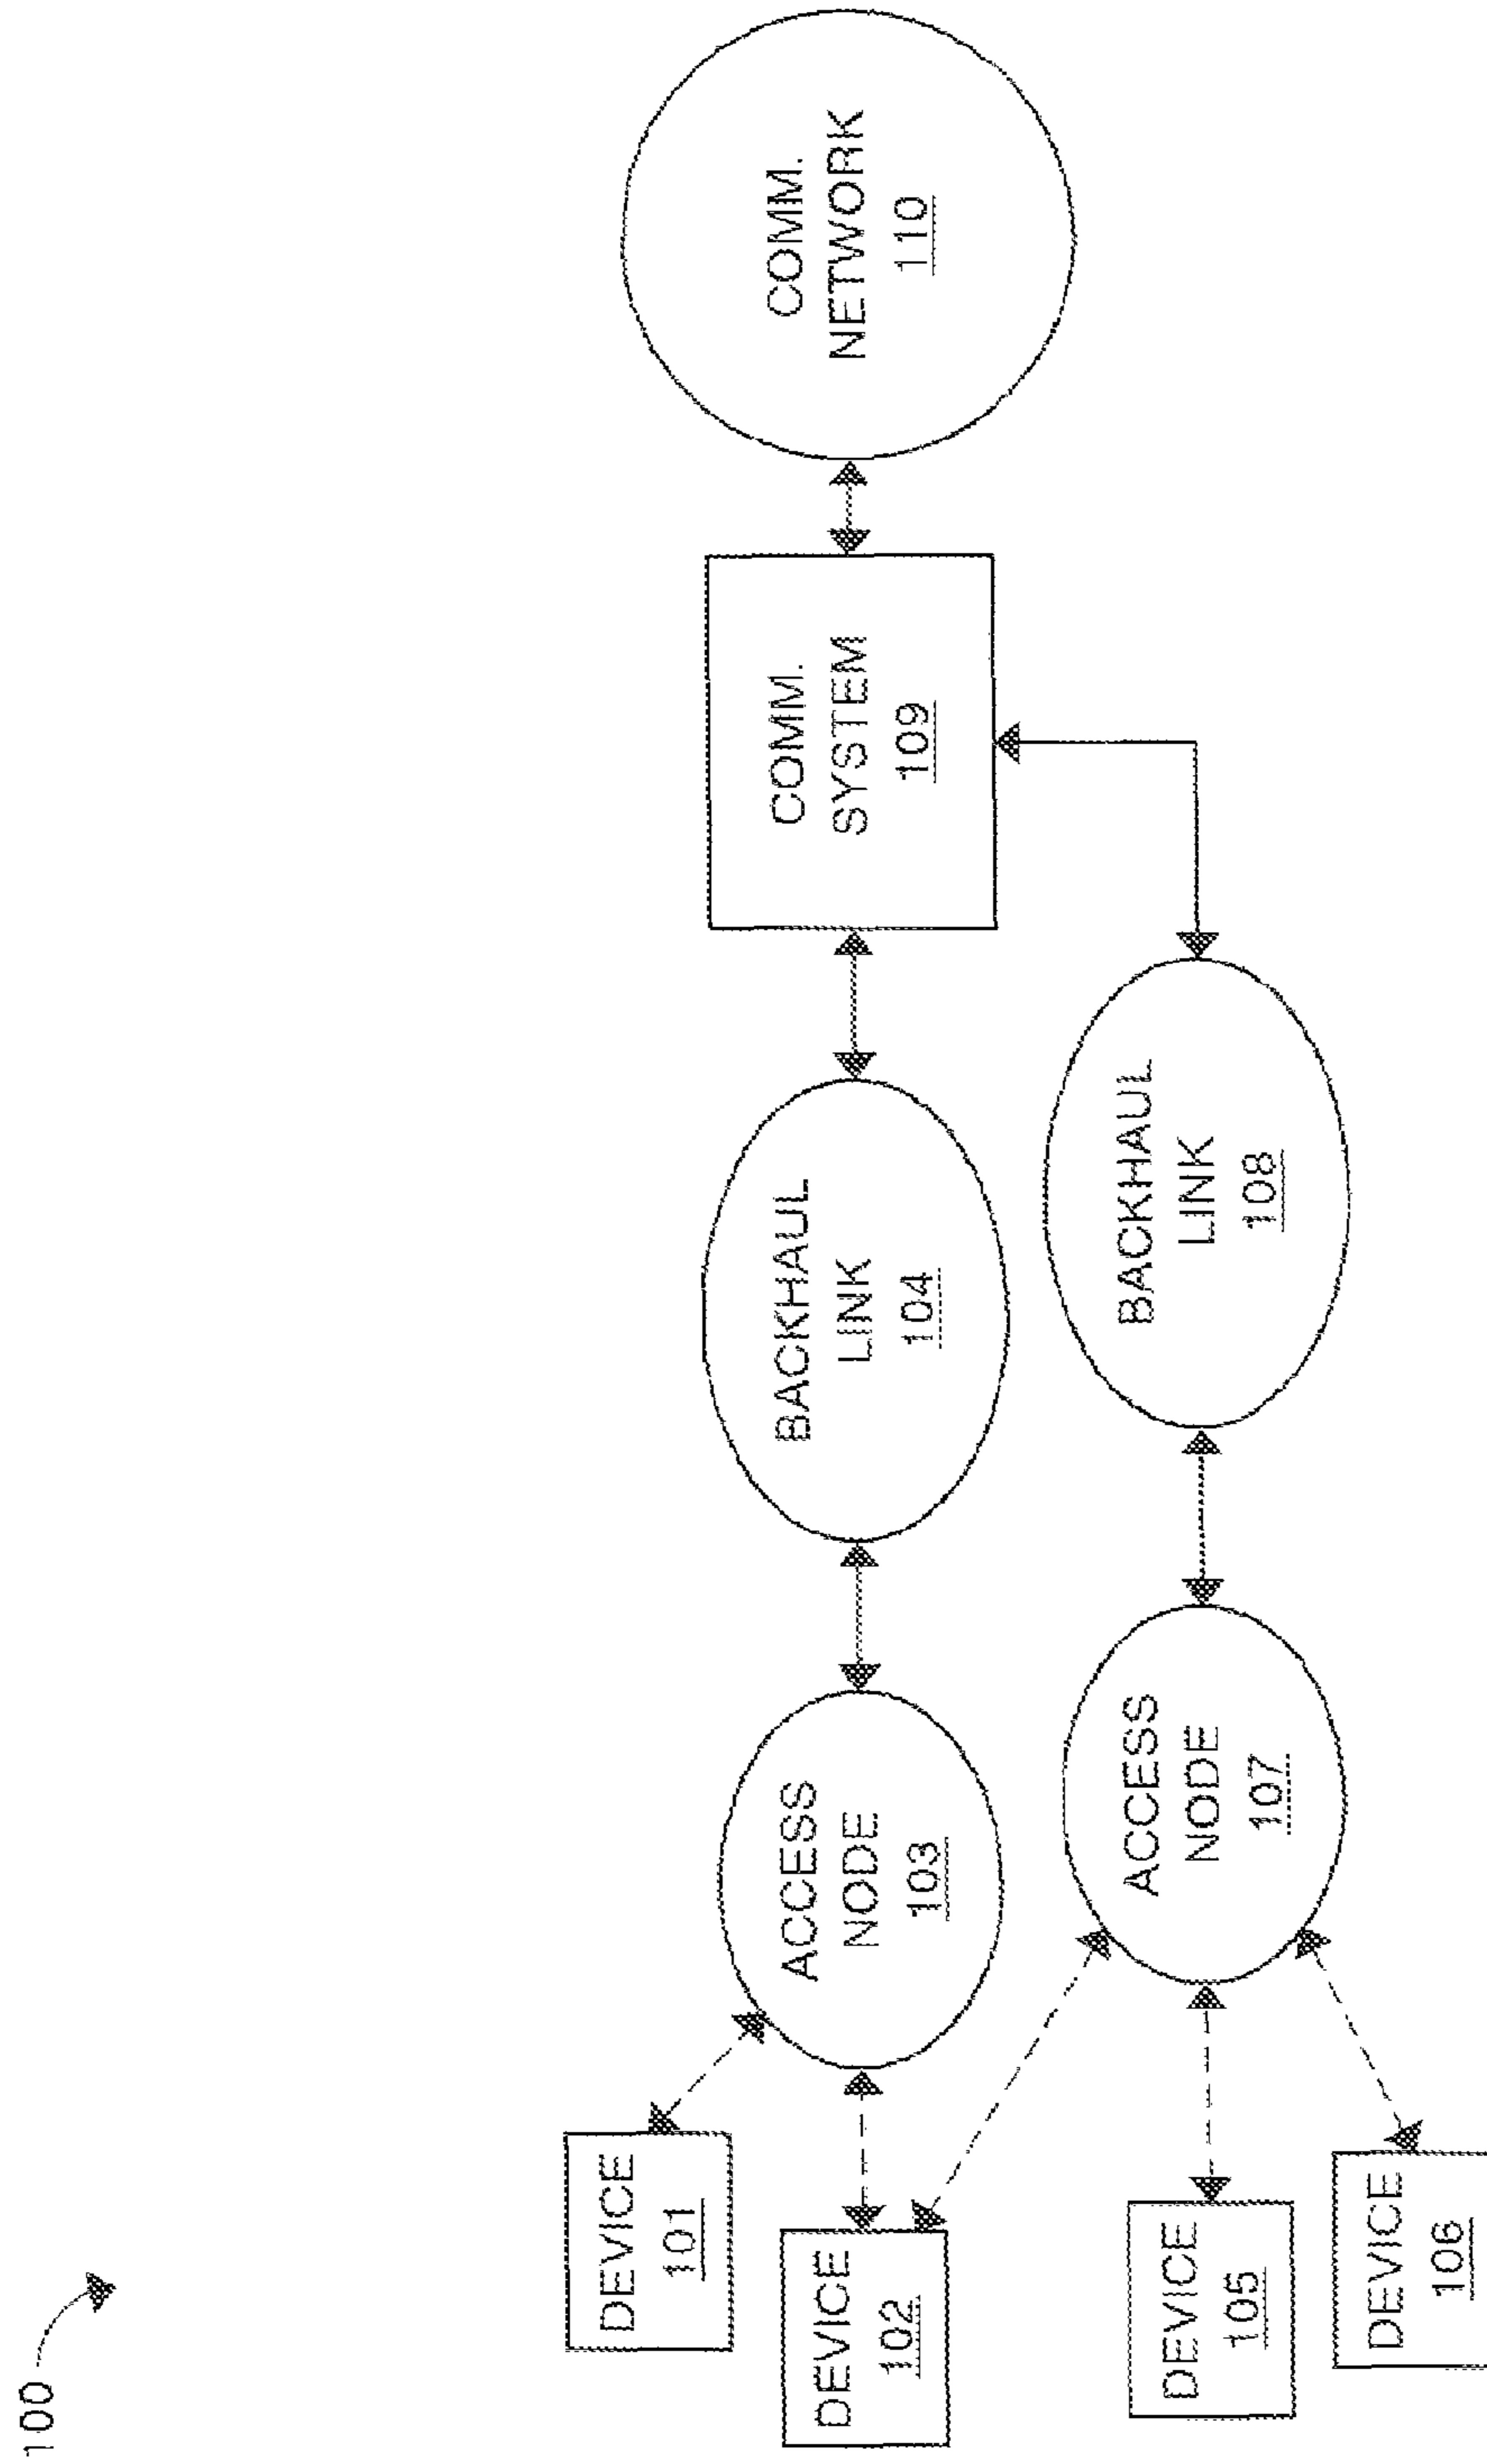 100
DEVICE
101
DEVICE
102
ACCESS
NODE
103
BACKHAUL
LINK
104
COMM.
SYSTEM
109
COMM.
NETWORK
110
DEVICE
105
DEVICE
106
ACCESS
NODE
107
BACKHAUL
LINK
108